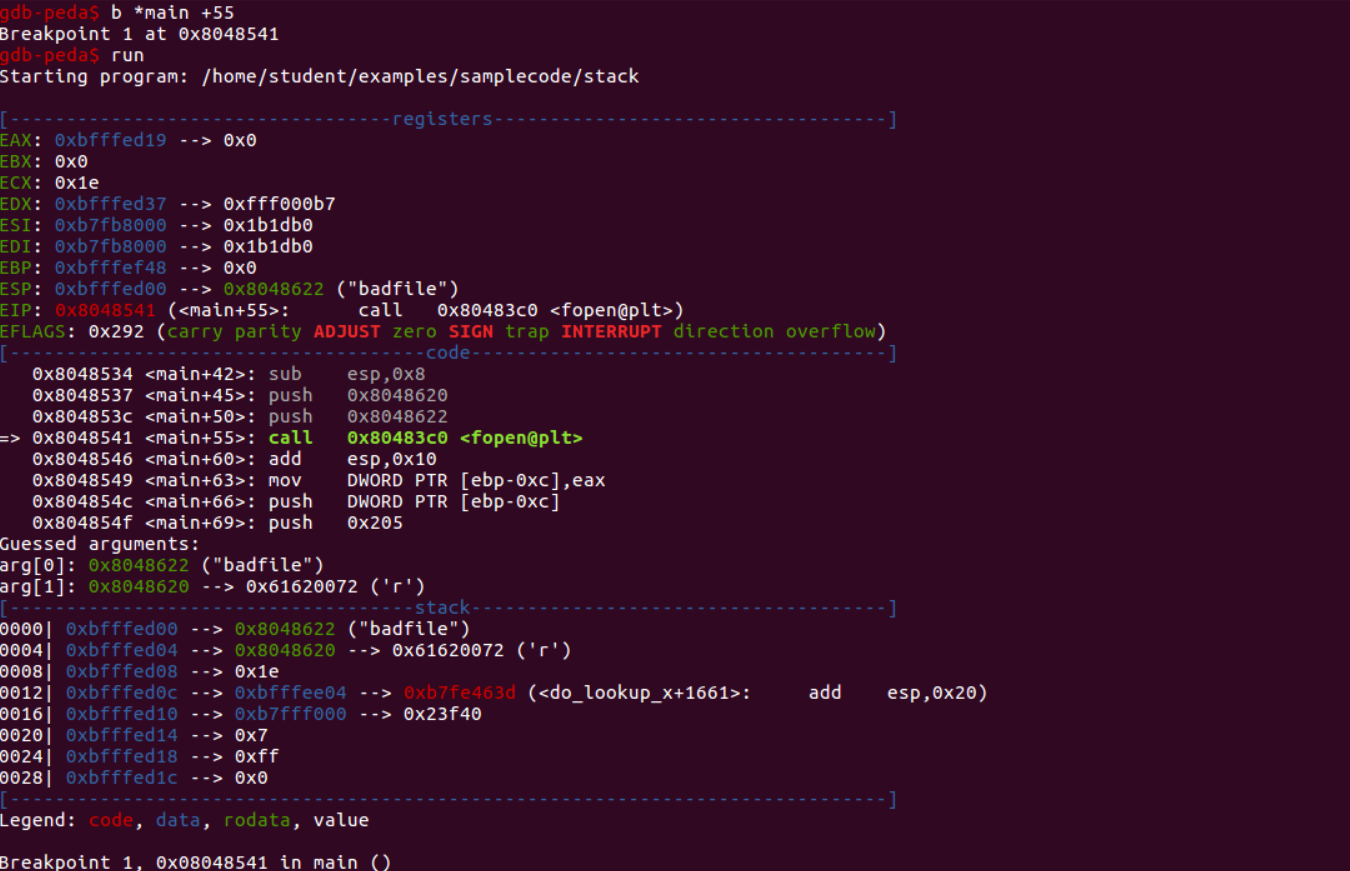 gdb-peda$ b *main +55
Breakpoint 1 at 0x8048541
gdb-peda$ run
Starting program: /home/student/examples/samplecode/stack
[----------------------------------registers-----------------------------------]
EAX: 0xbfffed19 --> 0x0
EBX: 0x0
ECX: 0x1e
EDX: 0xbfffed37 --> 0xfff000b7
ESI: 0xb7fb8000 --> 0x1b1db0
EDI: 0xb7fb8000 --> 0x1b1db0
EBP: 0xbfffef48 --> 0x0
ESP: 0xbfffed00 --> 0x8048622 ("badfile")
EIP: 0x8048541 (<main+55>:      call   0x80483c0 <fopen@plt>)
EFLAGS: 0x292 (carry parity ADJUST zero SIGN trap INTERRUPT direction overflow)
[-------------------------------------code-------------------------------------]
   0x8048534 <main+42>: sub    esp,0x8
   0x8048537 <main+45>: push   0x8048620
   0x804853c <main+50>: push   0x8048622
=> 0x8048541 <main+55>: call   0x80483c0 <fopen@plt>
   0x8048546 <main+60>: add    esp,0x10
   0x8048549 <main+63>: mov    DWORD PTR [ebp-0xc],eax
   0x804854c <main+66>: push   DWORD PTR [ebp-0xc]
   0x804854f <main+69>: push   0x205
Guessed arguments:
arg[0]: 0x8048622 ("badfile")
arg[1]: 0x8048620 --> 0x61620072 ('r')
[------------------------------------stack-------------------------------------]
0000| 0xbfffed00 --> 0x8048622 ("badfile")
0004| 0xbfffed04 --> 0x8048620 --> 0x61620072 ('r')
0008| 0xbfffed08 --> 0x1e
0012| 0xbfffed0c --> 0xbfffee04 --> 0xb7fe463d (<do_lookup_x+1661>:     add    esp,0x20)
0016| 0xbfffed10 --> 0xb7fff000 --> 0x23f40
0020| 0xbfffed14 --> 0x7
0024| 0xbfffed18 --> 0xff
0028| 0xbfffed1c --> 0x0
[------------------------------------------------------------------------------]
Legend: code, data, rodata, value
Breakpoint 1, 0x08048541 in main ()